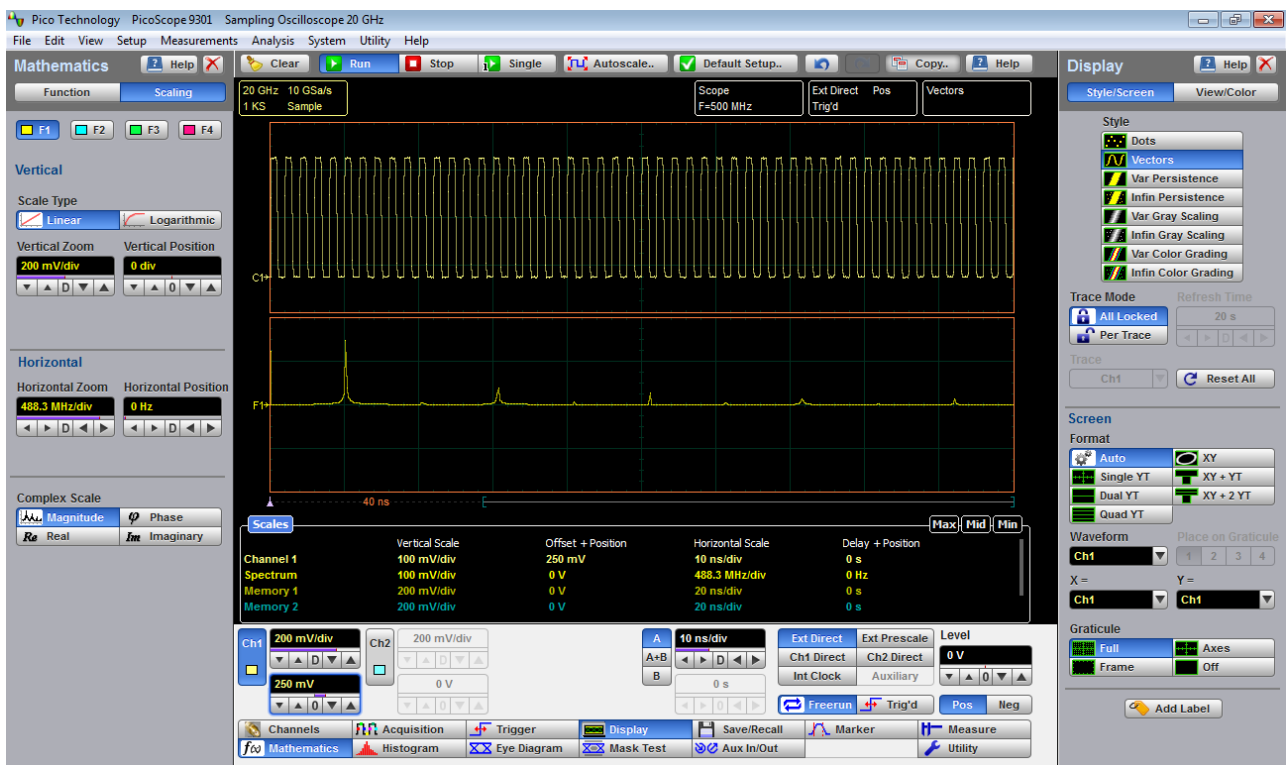 Pico Technology PicoScope 9301 Sampling Oscilloscope 20 GHz
File Edit View Setup Measurements Analysis System Utility Help
Mathematics Help
Clear Run Stop Single Autoscale.. Default Setup.. Copy.. Help
Display Help
Function Scaling
20 GHz 10 GSa/s
1 KS Sample
Scope
F=500 MHz
Ext Direct Pos
Trig'd
Vectors
Style/Screen View/Color
F1 F2 F3 F4
Vertical
Scale Type
Linear Logarithmic
Vertical Zoom Vertical Position
200 mV/div 0 div
D 0
Horizontal
Horizontal Zoom Horizontal Position
488.3 MHz/div 0 Hz
D D
Complex Scale
Magnitude φ Phase
Re Real Im Imaginary
C1
F1
40 ns
Scales Max Mid Min
Vertical Scale Offset + Position Horizontal Scale Delay + Position
Channel 1 100 mV/div 250 mV 10 ns/div 0 s
Spectrum 100 mV/div 0 V 488.3 MHz/div 0 Hz
Memory 1 200 mV/div 0 V 20 ns/div 0 s
Memory 2 200 mV/div 0 V 20 ns/div 0 s
Ch1 200 mV/div Ch2 200 mV/div A 10 ns/div Ext Direct Ext Prescale Level
D D A+B D Ch1 Direct Ch2 Direct 0 V
250 mV 0 V B 0 s Int Clock Auxiliary 0
0 0 0 Freerun Trig'd Pos Neg
Channels Acquisition Trigger Display Save/Recall Marker Measure
f(x) Mathematics Histogram Eye Diagram Mask Test Aux In/Out Utility
Style
Dots
Vectors
Var Persistence
Infin Persistence
Var Gray Scaling
Infin Gray Scaling
Var Color Grading
Infin Color Grading
Trace Mode Refresh Time
All Locked 20 s
Per Trace D
Trace
Ch1 Reset All
Screen
Format
Auto XY
Single YT XY + YT
Dual YT XY + 2 YT
Quad YT
Waveform Place on Graticule
Ch1 1 2 3 4
X = Y =
Ch1 Ch1
Graticule
Full Axes
Frame Off
Add Label